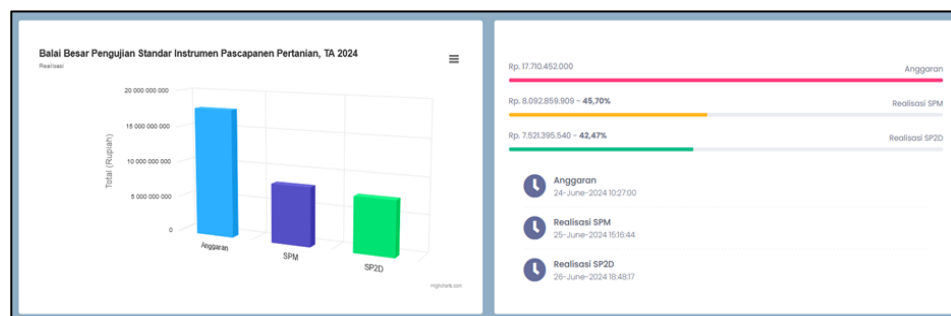 Balai Besar Pengujian Standar Instrumen Pascapanen Pertanian, TA 2024
Realisasi
Total (Rupiah)
20 000 000 000
15 000 000 000
10 000 000 000
5 000 000 000
0
Anggaran
SPM
SP2D
Highcharts.com
Rp. 17.710.452.000
Anggaran
Rp. 8.092.859.909 - 45,70%
Realisasi SPM
Rp. 7.521.395.540 - 42,47%
Realisasi SP2D
Anggaran
24-June-2024 10:27:00
Realisasi SPM
25-June-2024 15:16:44
Realisasi SP2D
26-June-2024 18:48:17